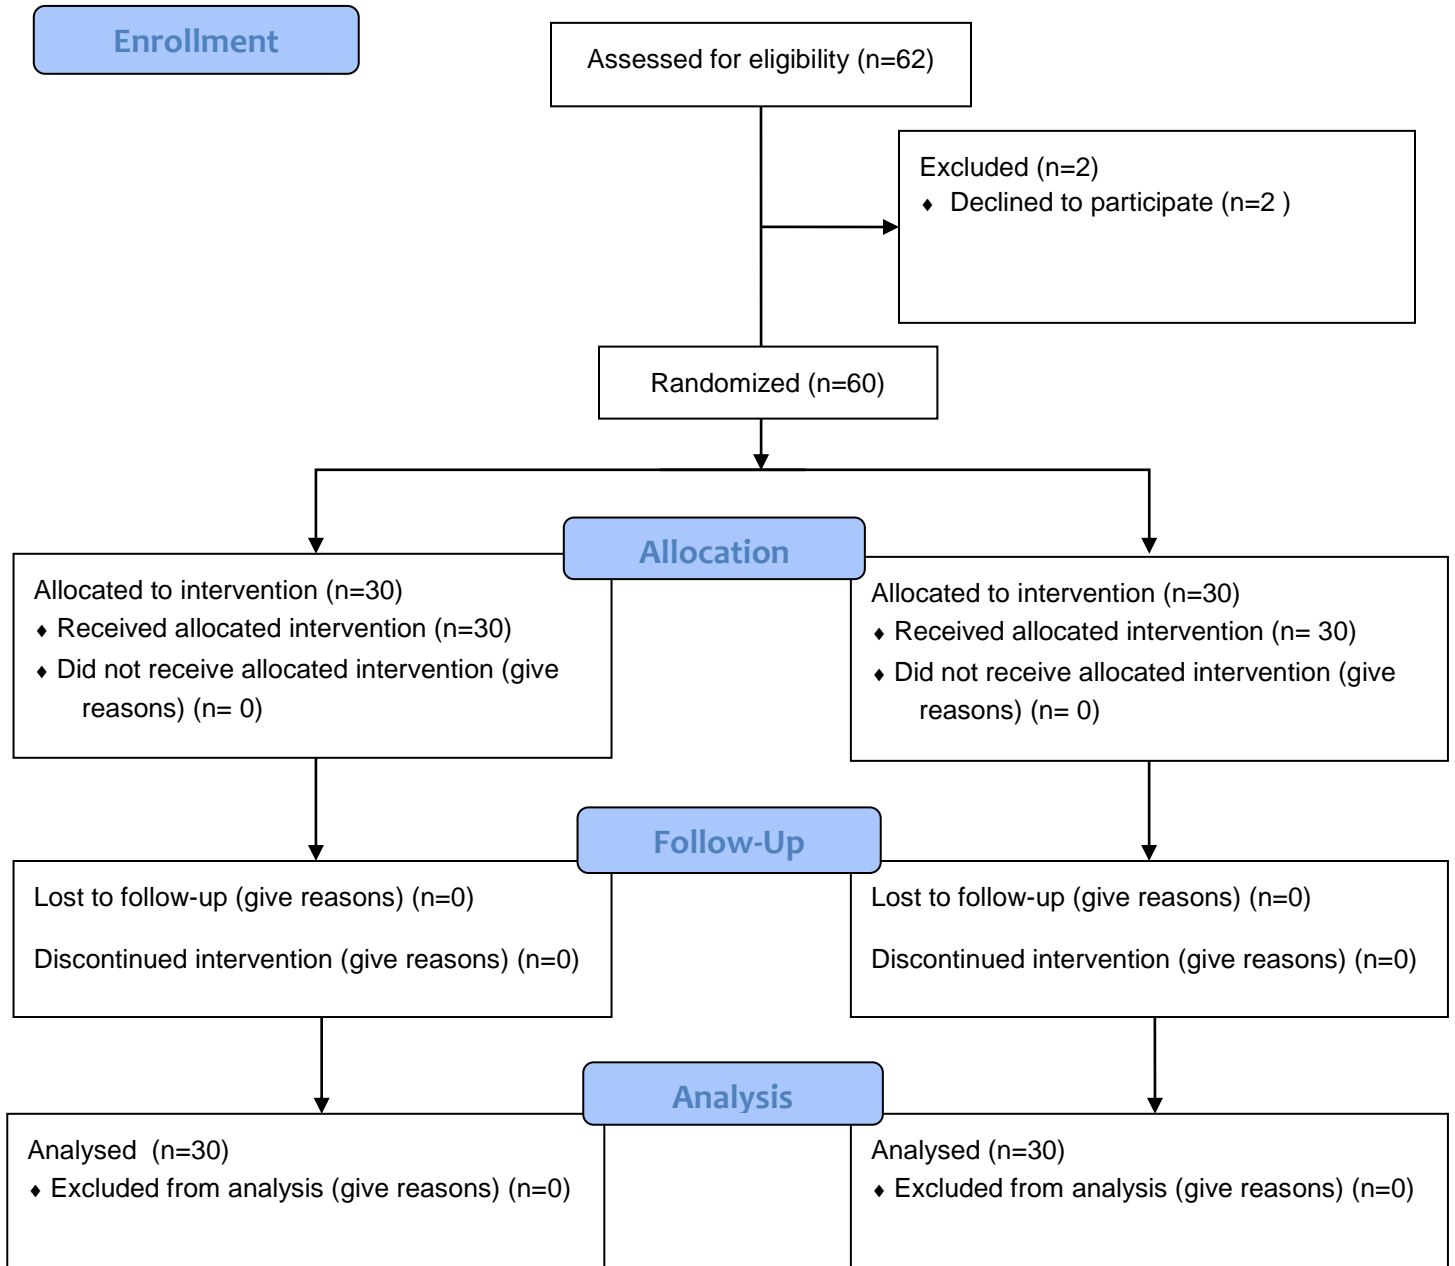 Enrollment
Assessed for eligibility (n=62)
Excluded (n=2)
♦ Declined to participate (n=2 )
Randomized (n=60)
Allocation
Allocated to intervention (n=30)
♦ Received allocated intervention (n=30)
♦ Did not receive allocated intervention (give
reasons) (n= 0)
Allocated to intervention (n=30)
♦ Received allocated intervention (n= 30)
♦ Did not receive allocated intervention (give
reasons) (n= 0)
Follow-Up
Lost to follow-up (give reasons) (n=0)
Discontinued intervention (give reasons) (n=0)
Lost to follow-up (give reasons) (n=0)
Discontinued intervention (give reasons) (n=0)
Analysis
Analysed  (n=30)
♦ Excluded from analysis (give reasons) (n=0)
Analysed (n=30)
♦ Excluded from analysis (give reasons) (n=0)